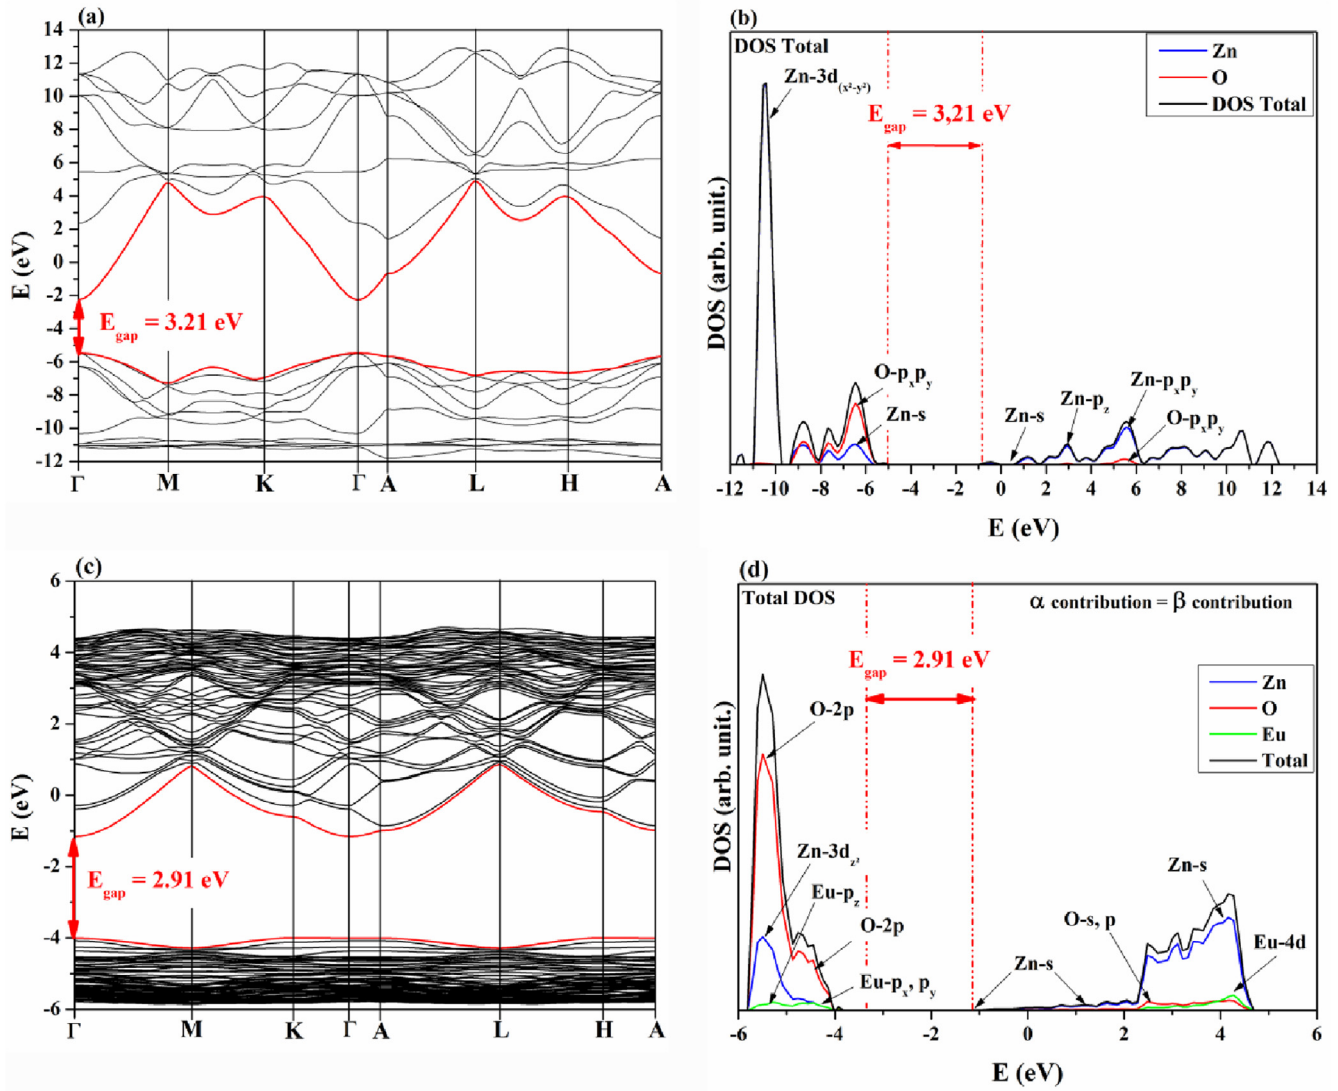 (a)
14
12
10
8
6
4
2
0
-2
-4
-6
-8
-10
-12
E (eV)
E_gap = 3.21 eV
Γ M K Γ A L H A
(b)
DOS Total
Zn-3d_(x²-y²)
E_gap = 3,21 eV
Zn
O
DOS Total
O-p_xp_y
Zn-s
Zn-s
Zn-p_z
Zn-p_xp_y
O-p_xp_y
DOS (arb. unit.)
-12 -10 -8 -6 -4 -2 0 2 4 6 8 10 12 14
E (eV)
(c)
6
4
2
0
-2
-4
-6
E (eV)
E_gap = 2.91 eV
Γ M K Γ A L H A
(d)
Total DOS
α contribution = β contribution
E_gap = 2.91 eV
Zn
O
Eu
Total
O-2p
Zn-3d_z²
Eu-p_z
O-2p
Eu-p_x, p_y
Zn-s
O-s, p
Zn-s
Eu-4d
DOS (arb. unit.)
-6 -4 -2 0 2 4 6
E (eV)